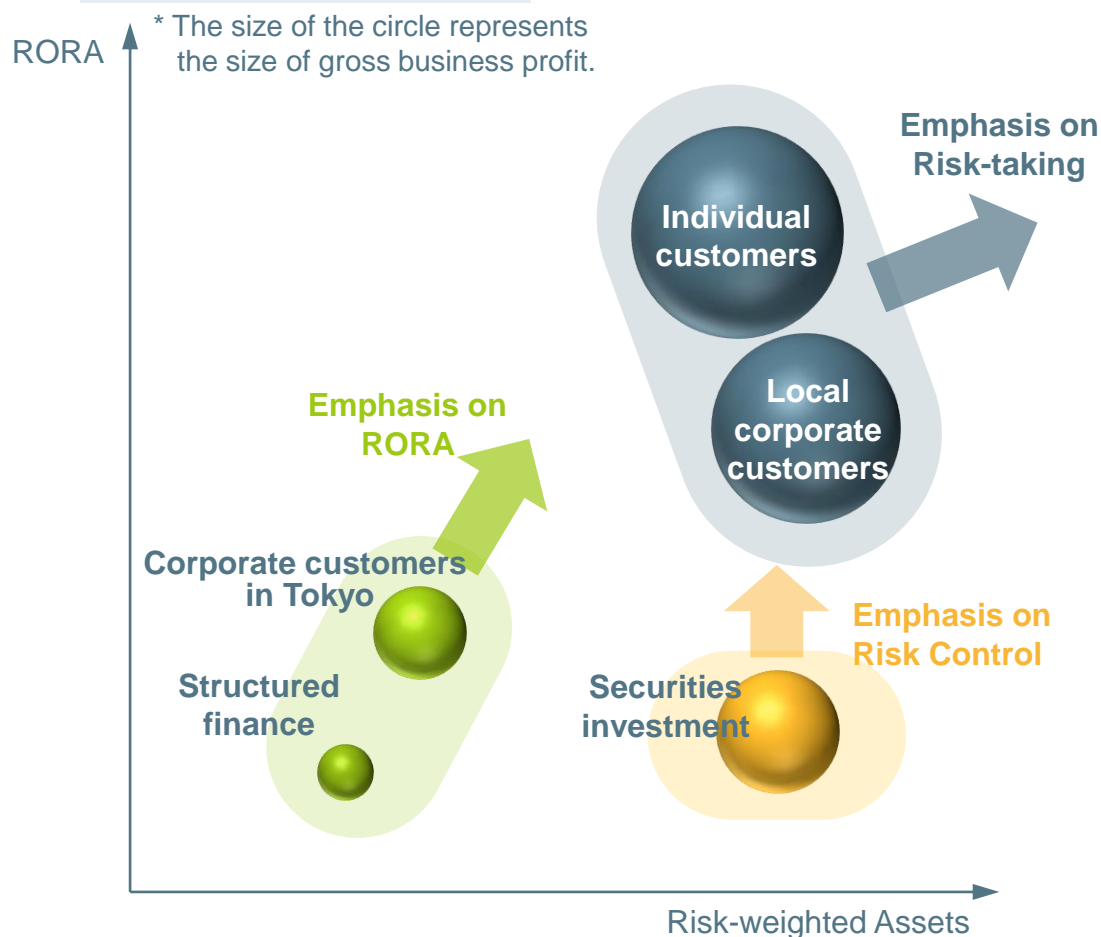 * The size of the circle represents
the size of gross business profit.
RORA
Emphasis on
Risk-taking
Individual
customers
Local
corporate
customers
Emphasis on
RORA
Corporate customers
in Tokyo
Structured
finance
Securities
investment
Emphasis on
Risk Control
Risk-weighted Assets